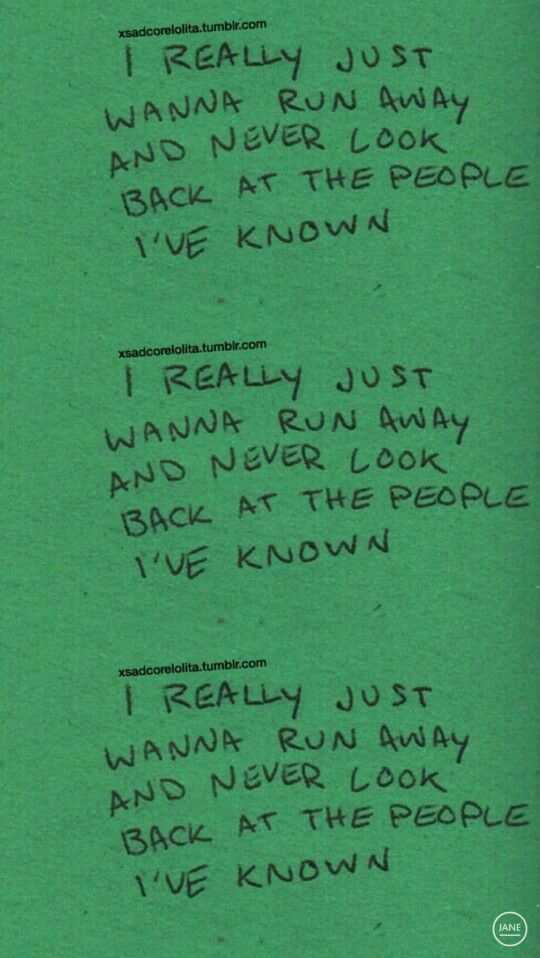 xsadcorelolita.tumblr.com
I REALLY JUST
WANNA RUN AWAY
AND NEVER LOOK
BACK AT THE PEOPLE
I'VE KNOWN
xsadcorelolita.tumblr.com
I REALLY JUST
WANNA RUN AWAY
AND NEVER LOOK
BACK AT THE PEOPLE
I'VE KNOWN
xsadcorelolita.tumblr.com
I REALLY JUST
WANNA RUN AWAY
AND NEVER LOOK
BACK AT THE PEOPLE
I'VE KNOWN
JANE